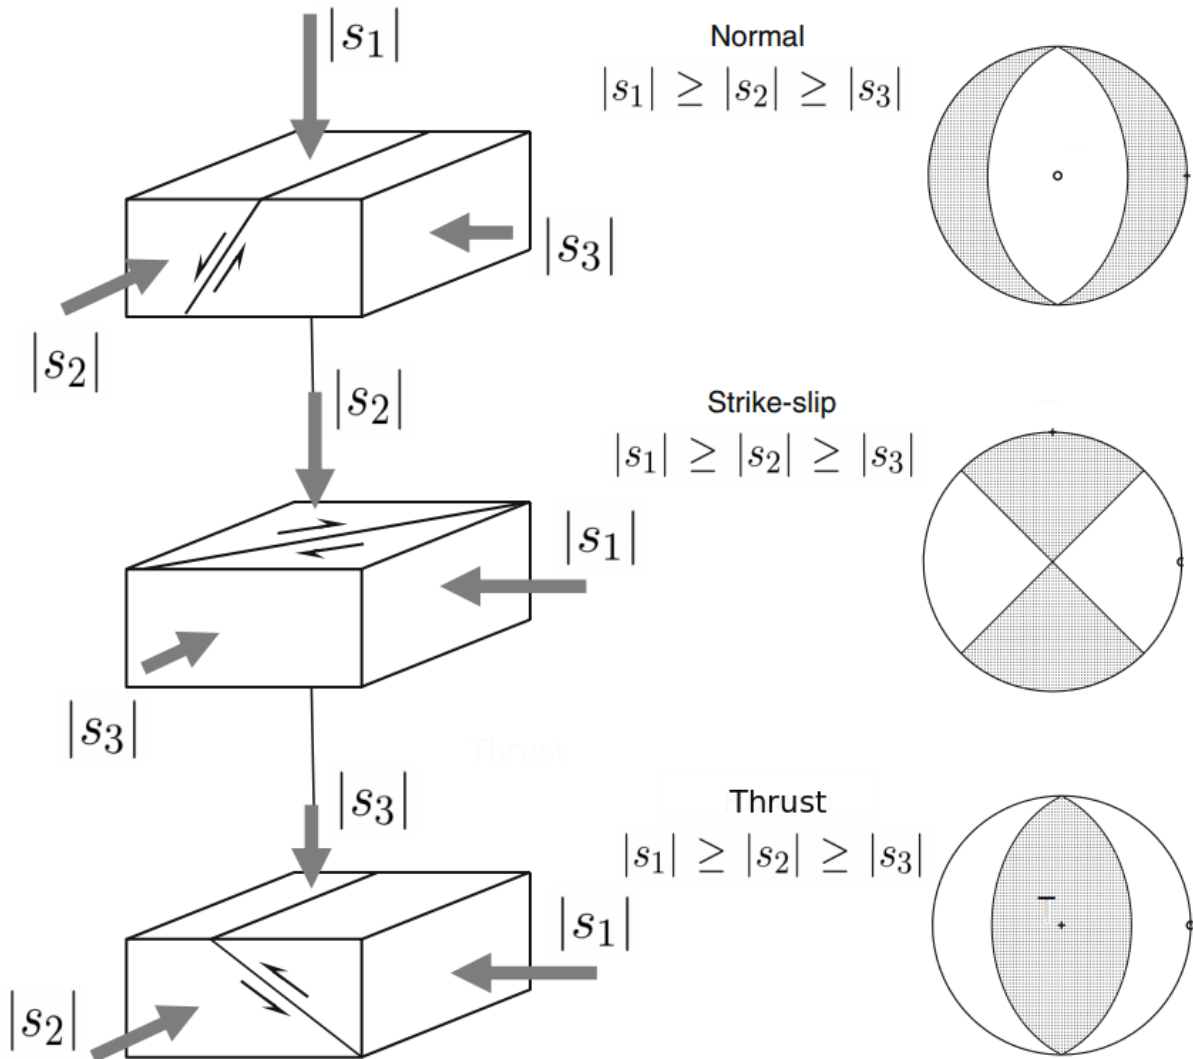 |s₁|
Normal
|s₁| ≥ |s₂| ≥ |s₃|
|s₃|
|s₂|
|s₂|
Strike-slip
|s₁| ≥ |s₂| ≥ |s₃|
|s₁|
|s₃|
Thrust
|s₃|
Thrust
|s₁| ≥ |s₂| ≥ |s₃|
|s₁|
|s₂|
T